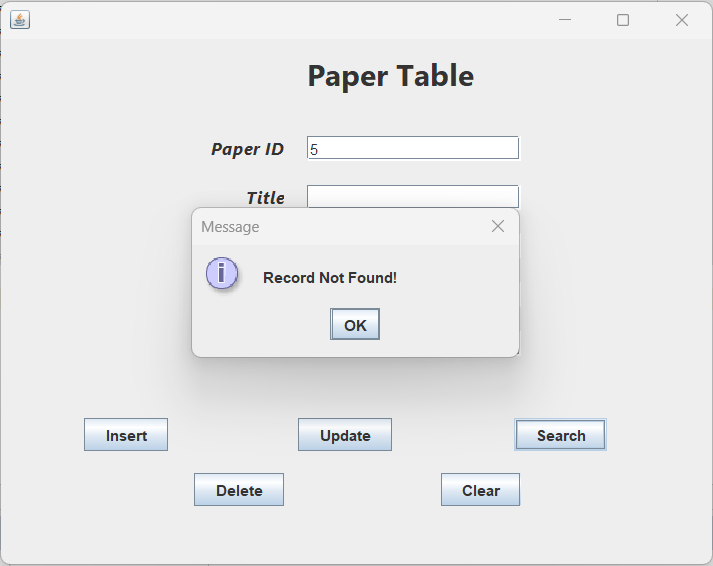 Paper Table
Paper ID 5
Title
Message
i
Record Not Found!
OK
Insert Update Search
Delete Clear